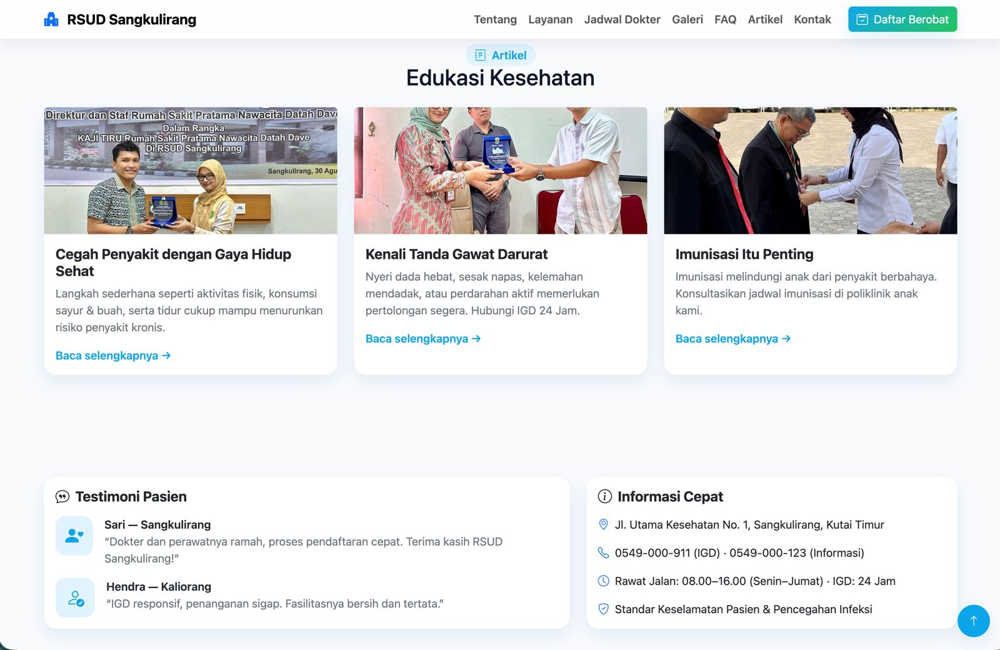 RSUD Sangkulirang
Tentang Layanan Jadwal Dokter Galeri FAQ Artikel Kontak Daftar Berobat
Artikel
Edukasi Kesehatan
Direktur dan Staf Rumah Sakit Pratama Nawacita Datah Dave
Dalam Rangka
KAJI TIRU Rumah Sakit Pratama Nawacita Datah Dave
Di RSUD Sangkulirang
Sangkulirang, 30 Agu
Cegah Penyakit dengan Gaya Hidup
Sehat
Langkah sederhana seperti aktivitas fisik, konsumsi
sayur & buah, serta tidur cukup mampu menurunkan
risiko penyakit kronis.
Baca selengkapnya →
Kenali Tanda Gawat Darurat
Nyeri dada hebat, sesak napas, kelemahan
mendadak, atau perdarahan aktif memerlukan
pertolongan segera. Hubungi IGD 24 Jam.
Baca selengkapnya →
Imunisasi Itu Penting
Imunisasi melindungi anak dari penyakit berbahaya.
Konsultasikan jadwal imunisasi di poliklinik anak
kami.
Baca selengkapnya →
Testimoni Pasien
Sari — Sangkulirang
“Dokter dan perawatnya ramah, proses pendaftaran cepat. Terima kasih RSUD
Sangkulirang!”
Hendra — Kaliorang
“IGD responsif, penanganan sigap. Fasilitasnya bersih dan tertata.”
Informasi Cepat
Jl. Utama Kesehatan No. 1, Sangkulirang, Kutai Timur
0549-000-911 (IGD) · 0549-000-123 (Informasi)
Rawat Jalan: 08.00–16.00 (Senin–Jumat) · IGD: 24 Jam
Standar Keselamatan Pasien & Pencegahan Infeksi